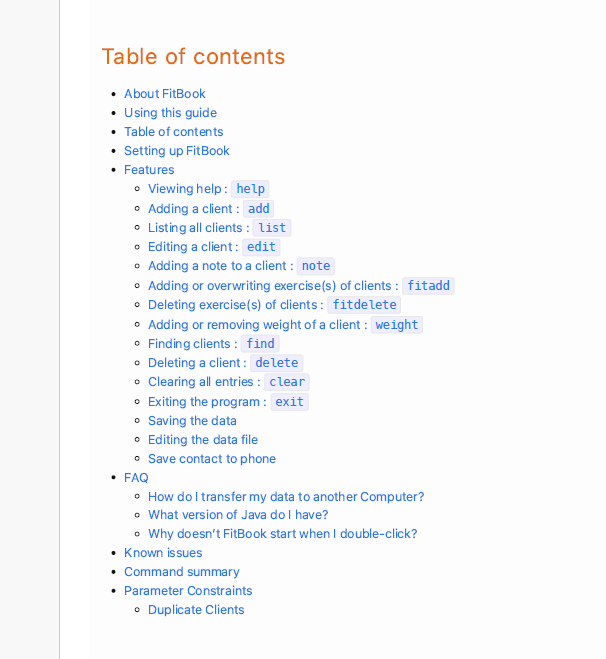 Table of contents
• About FitBook
• Using this guide
• Table of contents
• Setting up FitBook
• Features
◦ Viewing help : help
◦ Adding a client : add
◦ Listing all clients : list
◦ Editing a client : edit
◦ Adding a note to a client : note
◦ Adding or overwriting exercise(s) of clients : fitadd
◦ Deleting exercise(s) of clients : fitdelete
◦ Adding or removing weight of a client : weight
◦ Finding clients : find
◦ Deleting a client : delete
◦ Clearing all entries : clear
◦ Exiting the program : exit
◦ Saving the data
◦ Editing the data file
◦ Save contact to phone
• FAQ
◦ How do I transfer my data to another Computer?
◦ What version of Java do I have?
◦ Why doesn’t FitBook start when I double-click?
• Known issues
• Command summary
• Parameter Constraints
◦ Duplicate Clients